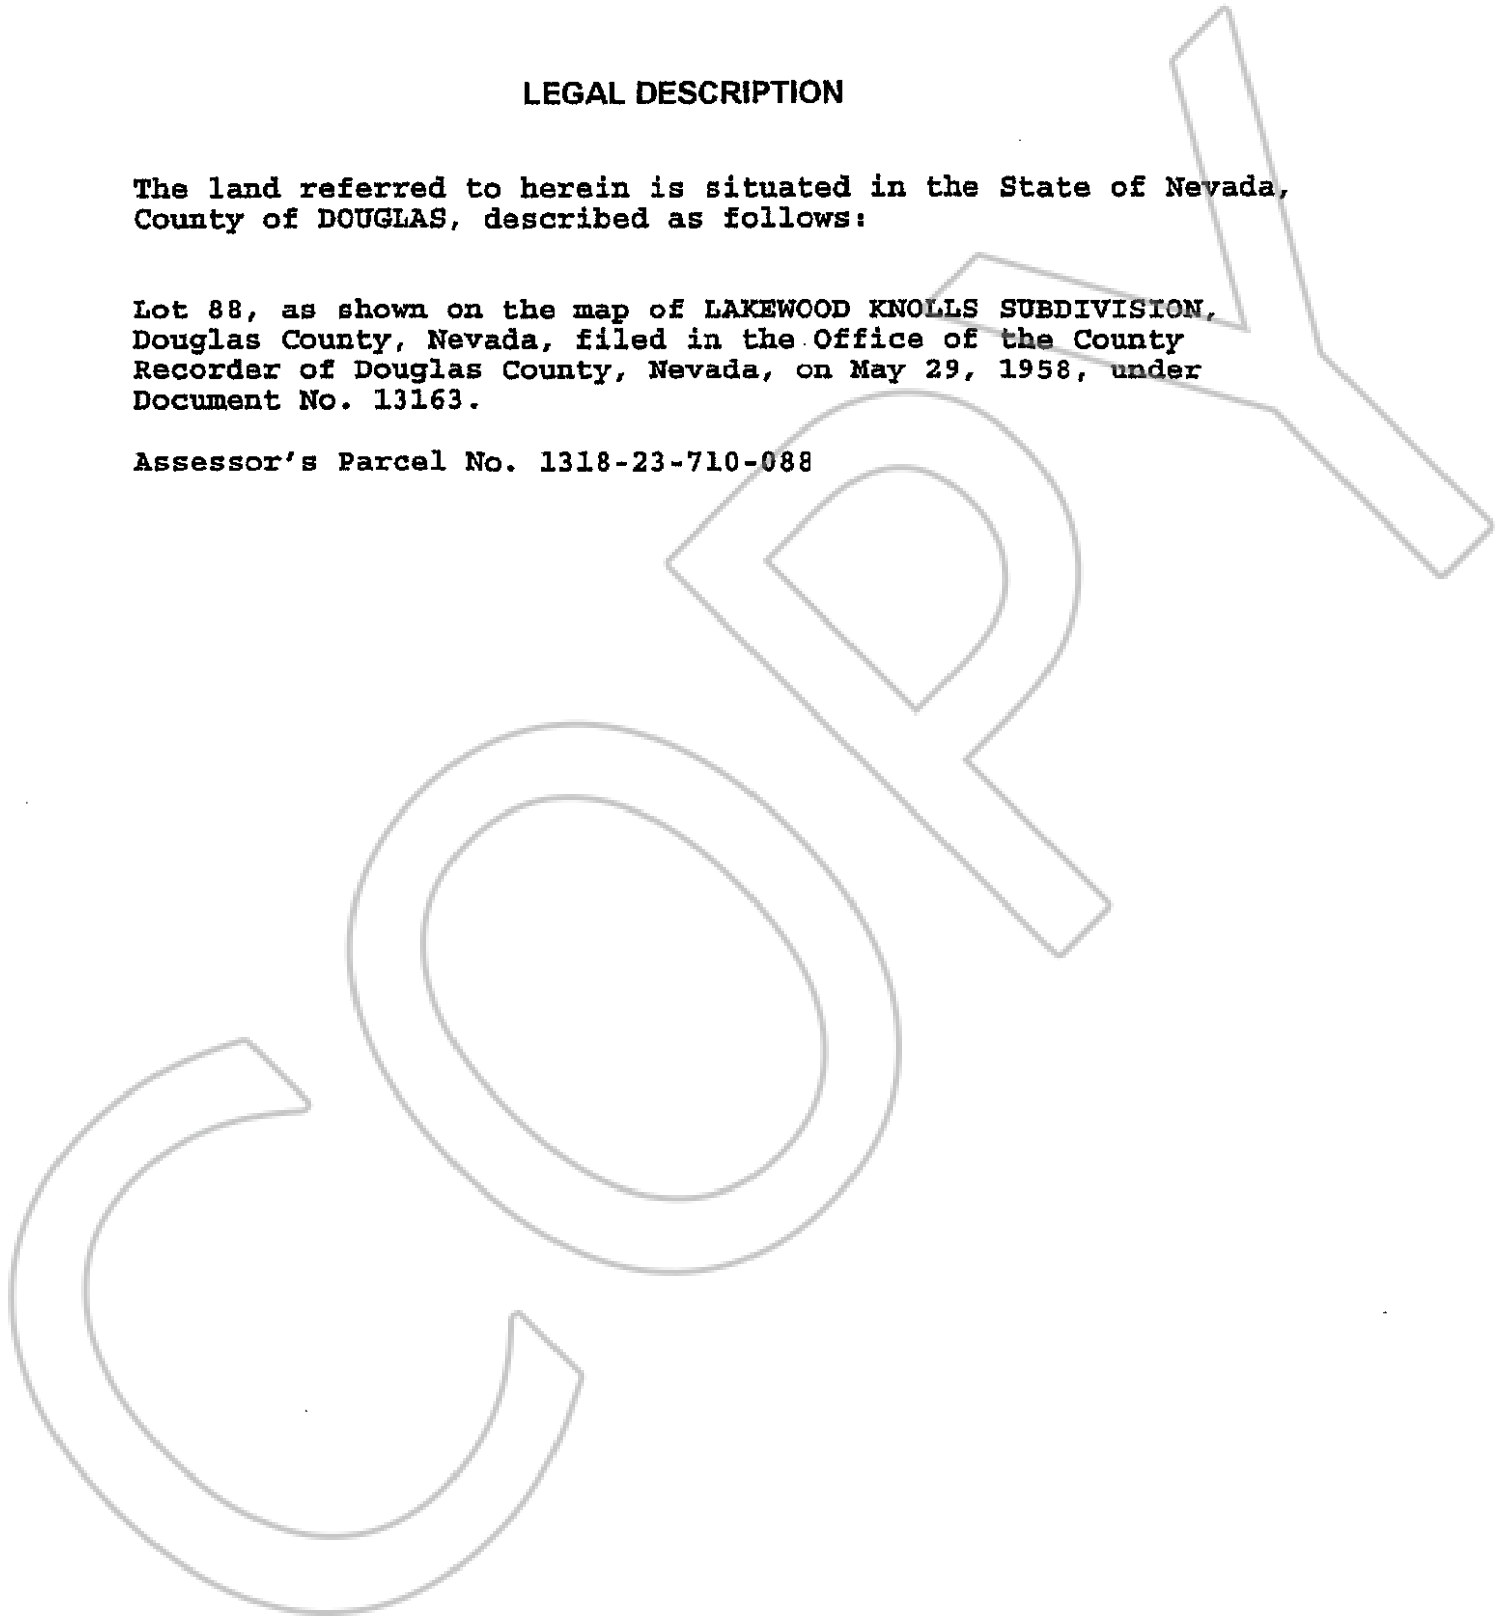 LEGAL DESCRIPTION
The land referred to herein is situated in the State of Nevada,
County of DOUGLAS, described as follows:
Lot 88, as shown on the map of LAKEWOOD KNOLLS SUBDIVISION,
Douglas County, Nevada, filed in the Office of the County
Recorder of Douglas County, Nevada, on May 29, 1958, under
Document No. 13163.
Assessor's Parcel No. 1318-23-710-088
COPY